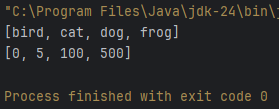 "C:\Program Files\Java\jdk-24\bin\j
[bird, cat, dog, frog]
[0, 5, 100, 500]
Process finished with exit code 0